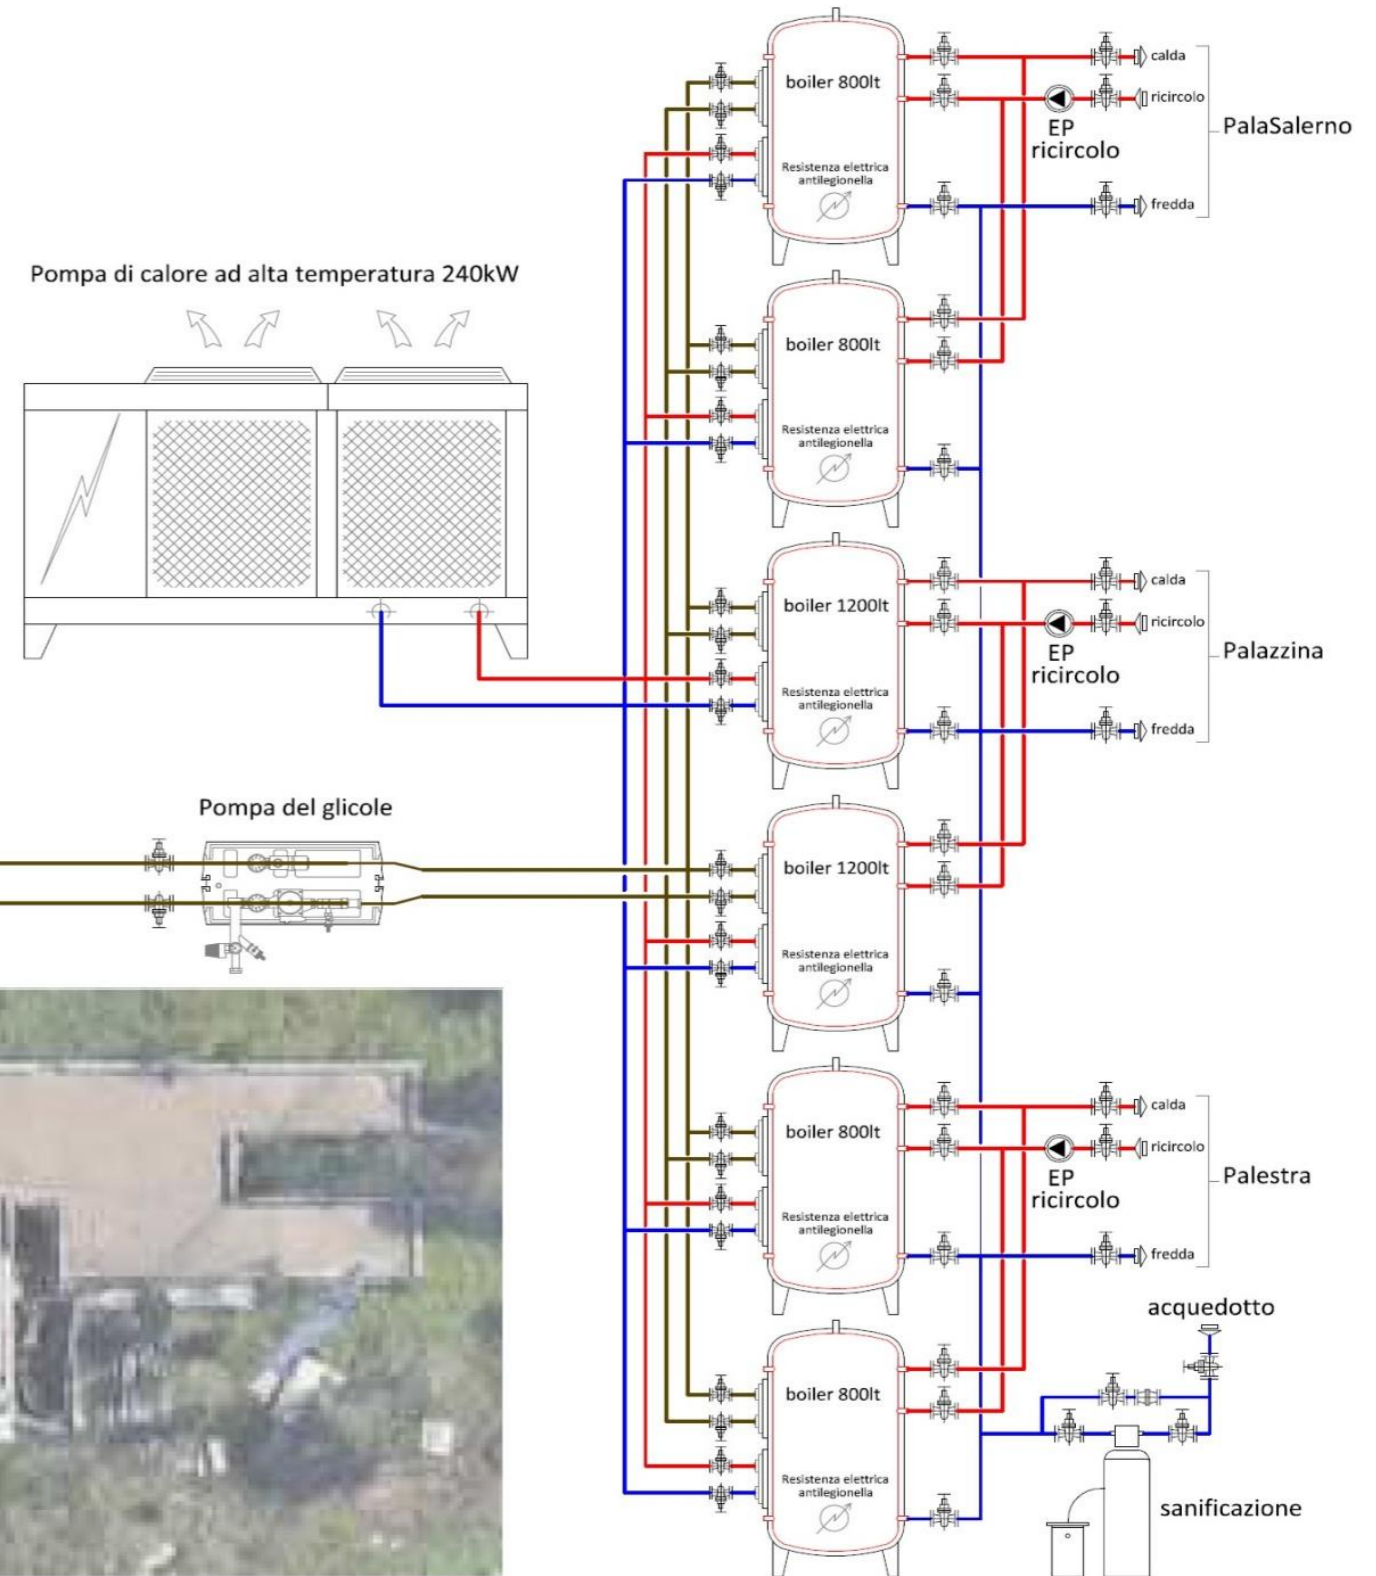 boiler 800lt
Resistenza elettrica
antilegionella
calda
ricircolo
EP
ricircolo
PalaSalerno
fredda
Pompa di calore ad alta temperatura 240kW
boiler 800lt
Resistenza elettrica
antilegionella
boiler 1200lt
Resistenza elettrica
antilegionella
calda
ricircolo
EP
ricircolo
Palazzina
fredda
Pompa del glicole
boiler 1200lt
Resistenza elettrica
antilegionella
boiler 800lt
Resistenza elettrica
antilegionella
calda
ricircolo
EP
ricircolo
Palestra
fredda
acquedotto
boiler 800lt
Resistenza elettrica
antilegionella
sanificazione